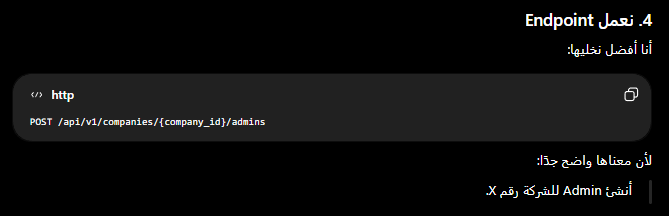 4. نعمل Endpoint
أنا أفضل نخليها:
http
POST /api/v1/companies/{company_id}/admins
لأن معناها واضح جدًا:
أنشئ Admin للشركة رقم X.